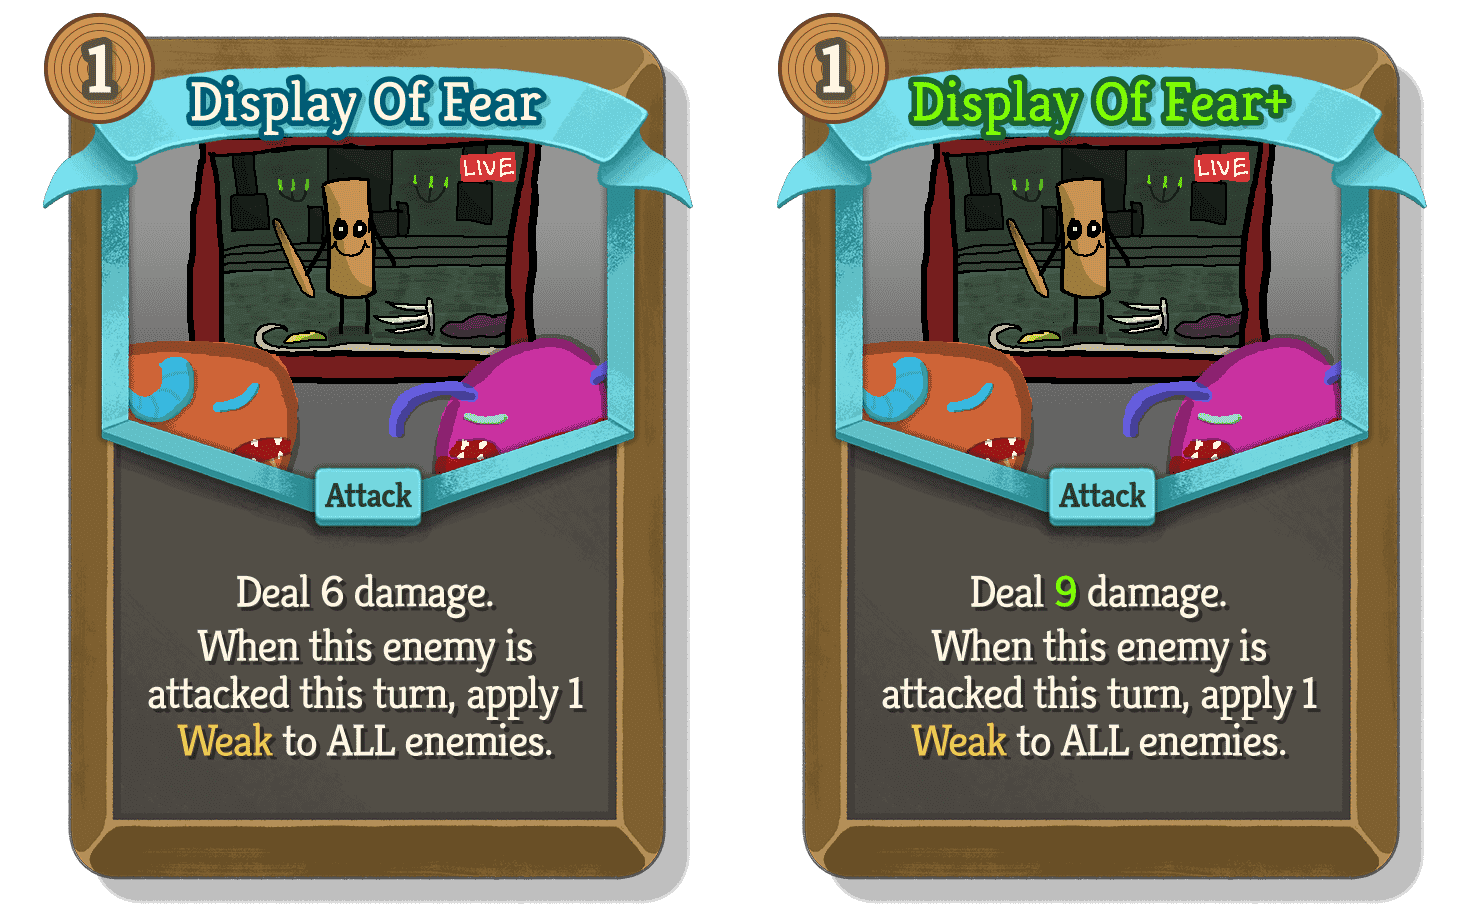 1
Display Of Fear
LIVE
Attack
Deal 6 damage.
When this enemy is
attacked this turn, apply 1
Weak to ALL enemies.
1
Display Of Fear+
LIVE
Attack
Deal 9 damage.
When this enemy is
attacked this turn, apply 1
Weak to ALL enemies.